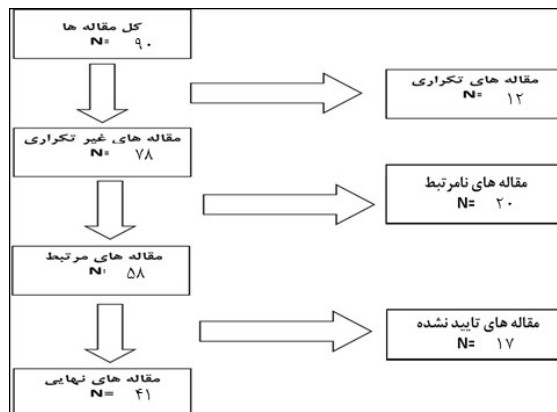 کل مقاله ها
N= ۹۰
مقاله های تکراری
N= ۱۲
مقاله های غیر تکراری
N= ۷۸
مقاله های نامرتبط
N= ۲۰
مقاله های مرتبط
N= ۵۸
مقاله های تایید نشده
N= ۱۷
مقاله های نهایی
N= ۴۱